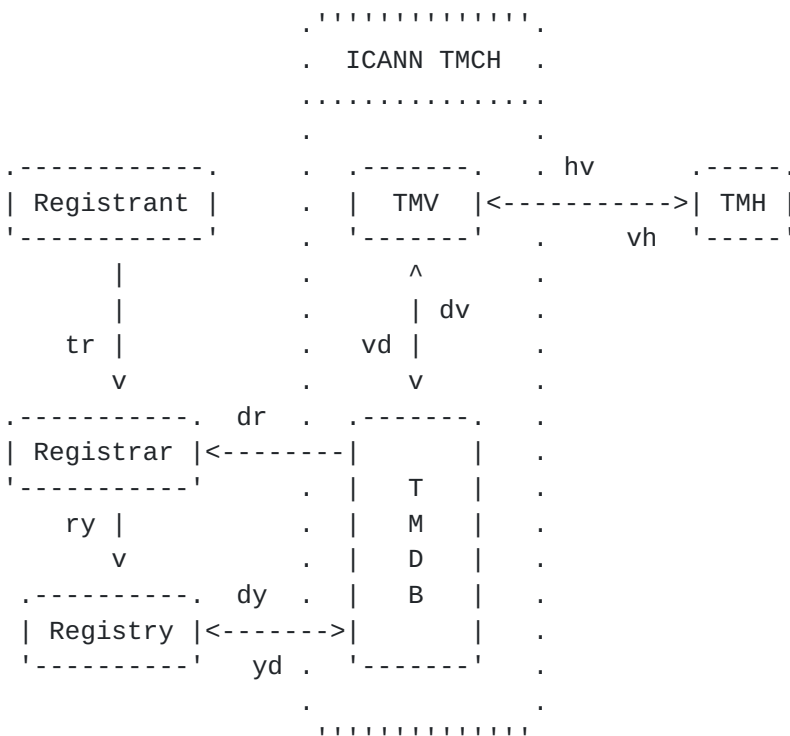 .''''''''''''''.
. ICANN TMCH .
................
. .
.------------. . .-------. . hv .-----.
| Registrant | . | TMV |<----------->| TMH |
'------------' . '-------' . vh '-----'
| . ^ .
| . | dv .
tr | . vd | .
v . v .
.-----------. dr . .-------. .
| Registrar |<--------| | .
'-----------' . | T | .
ry | . | M | .
v . | D | .
.----------. dy . | B | .
| Registry |<------->| | .
'----------' yd . '-------' .
. .
''''''''''''''